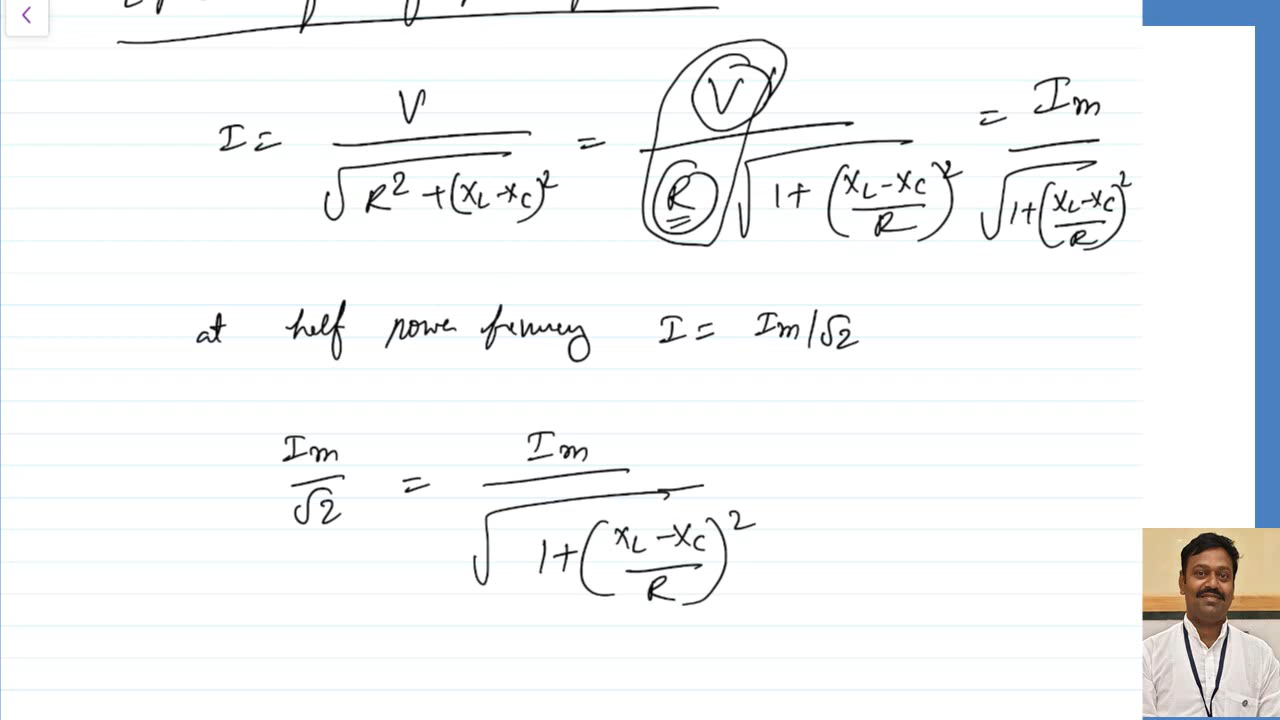 I = V / √(R² + (XL-XC)²) = V / R√(1+ (XL-XC / R)²) = Im / √(1+(XL-XC / R)²)
at half power I = Im/√2
Im / √2 = Im / √(1+(XL-XC / R)²)